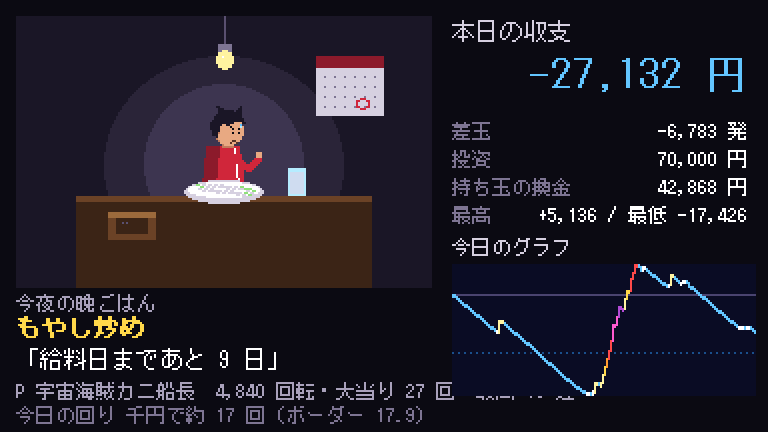 本日の収支
-27,132 円
差玉 -6,783 発
投資 70,000 円
持ち玉の換金 42,868 円
最高 +5,136 / 最低 -17,426
今日のグラフ
今夜の晩ごはん
もやし炒め
「給料日まであと 9 日」
P 宇宙海賊カニ船長 4,840 回転・大当り 27 回
今日の回り 千円で約 17 回 (ボーダー 17.9)